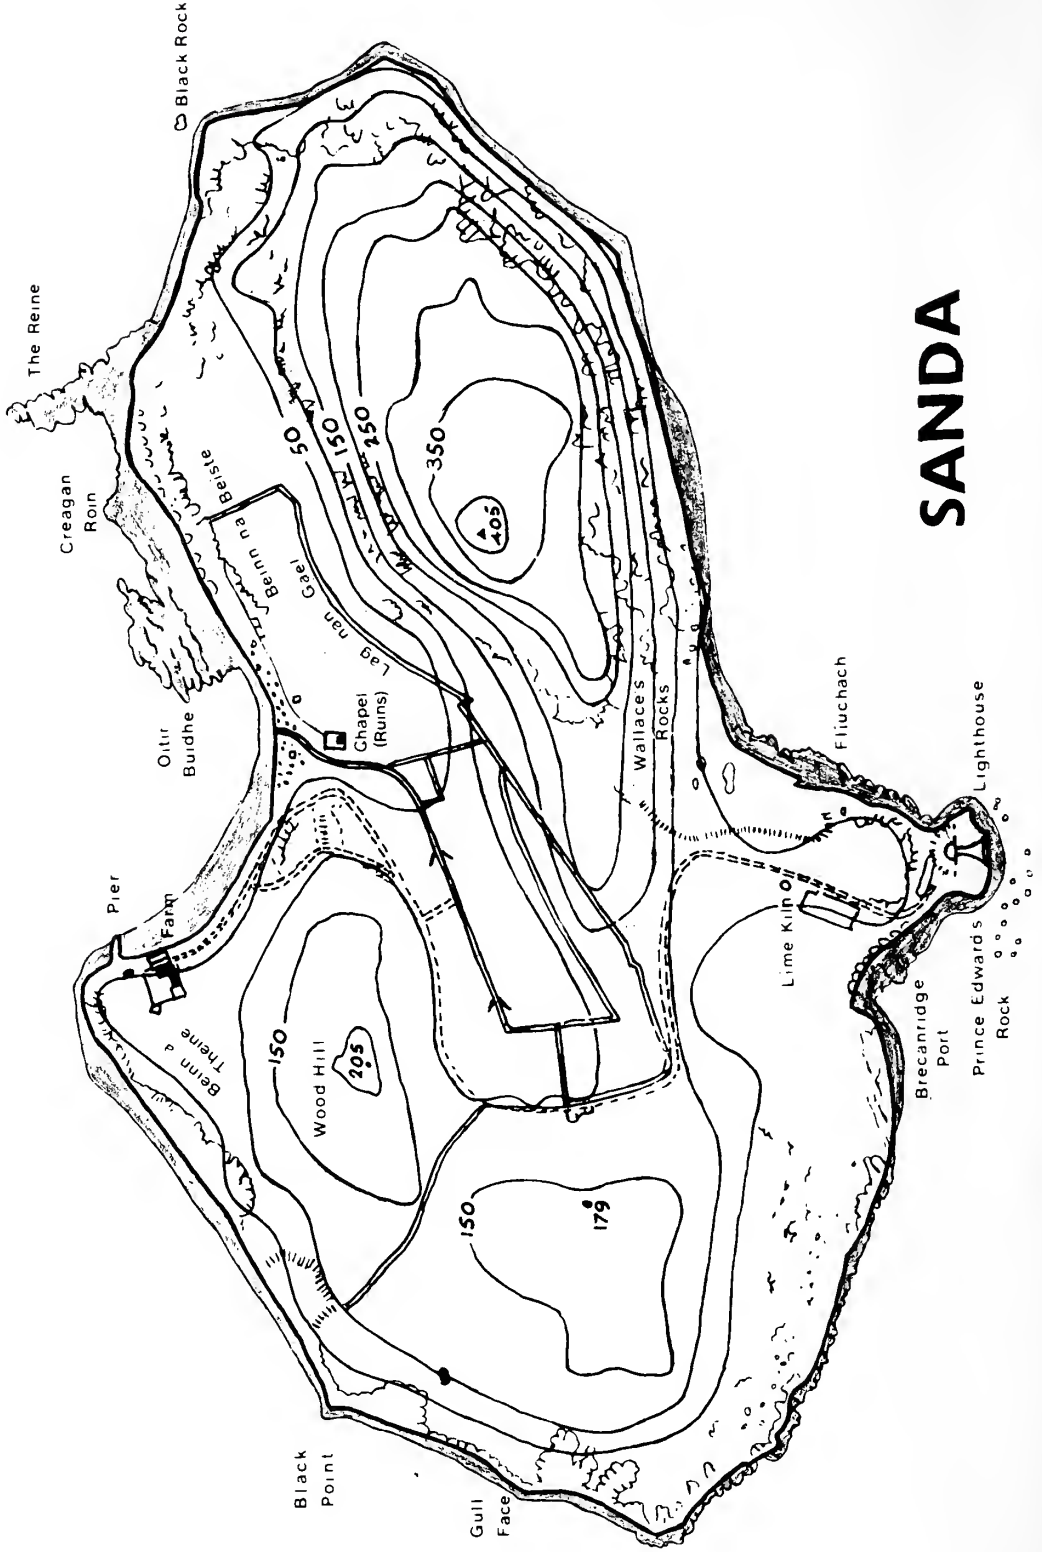 Black Point
Gull Face
Beinn a Theine
Pier
Farm
150
Wood Hill
205
150
179
Oitir
Buidhe
Creagan
Roin
The Reine
Black Rock
Beinn na Beiste
Lag nan Gael
Chapel
(Ruins)
50
150
250
350
405
Wallace's
Rocks
Lime Kiln
Fliuchach
Lighthouse
Brecanridge
Port
Prince Edwards
Rock
SANDA